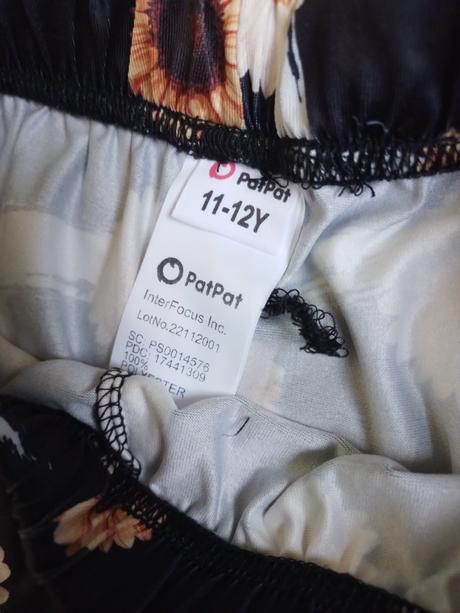 PatPat
11-12Y
PatPat
InterFocus Inc.
LotNo.22112001
SC: PS0014576
PDC: 17441309
100%
POLYESTER